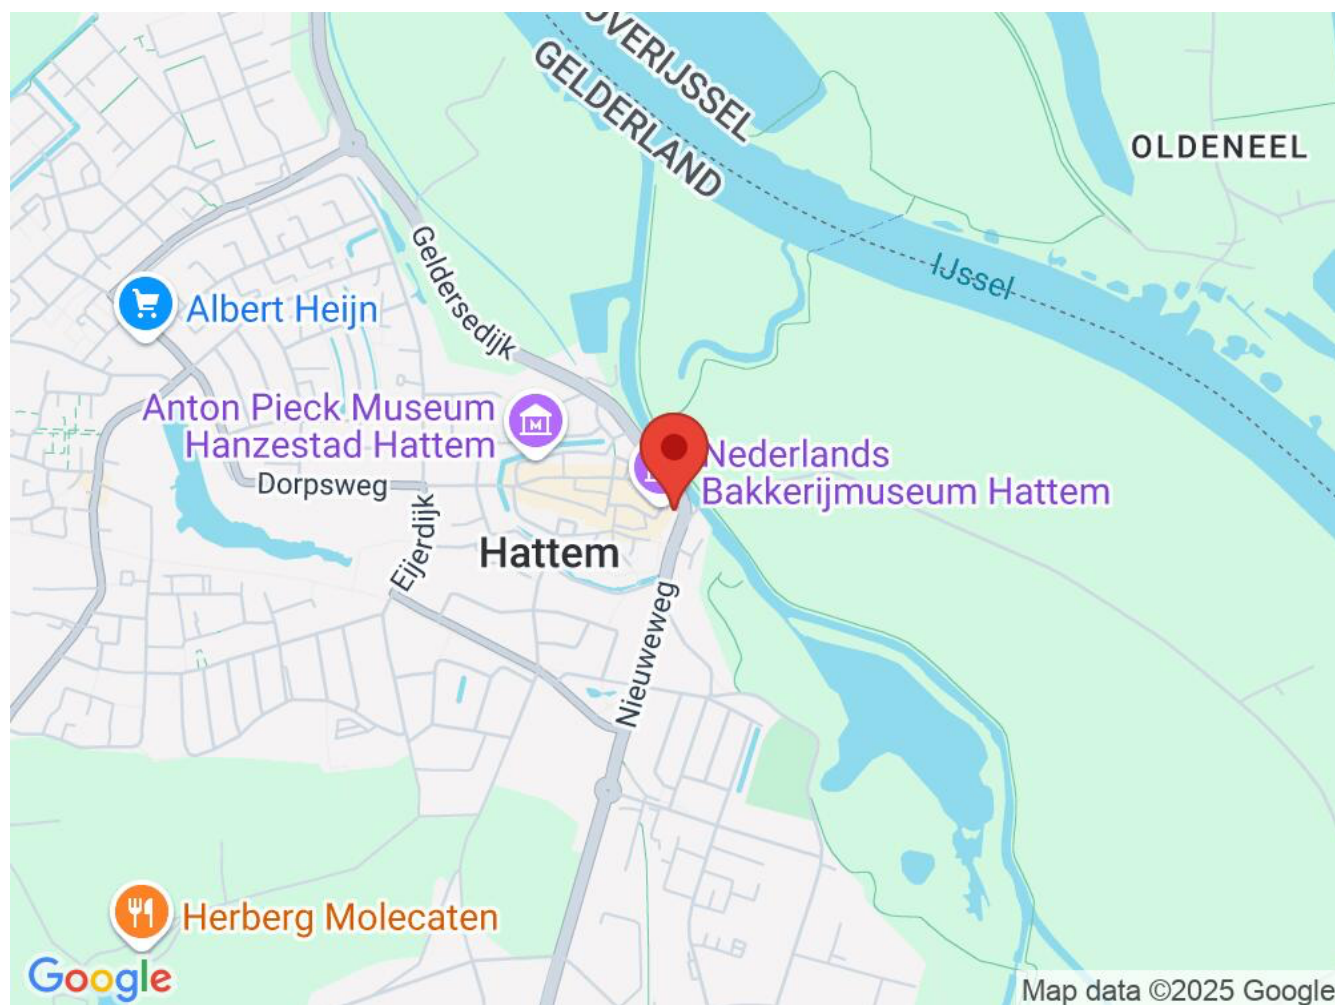 OVERIJSSEL
GELDERLAND
OLDENEEL
Geldersedijk
IJssel
Albert Heijn
Anton Pieck Museum
Hanzestad Hattem
Nederlands
Bakkerijmuseum Hattem
Dorpsweg
Eijerdijk
Hattem
Nieuweweg
Herberg Molecaten
Google
Map data ©2025 Google